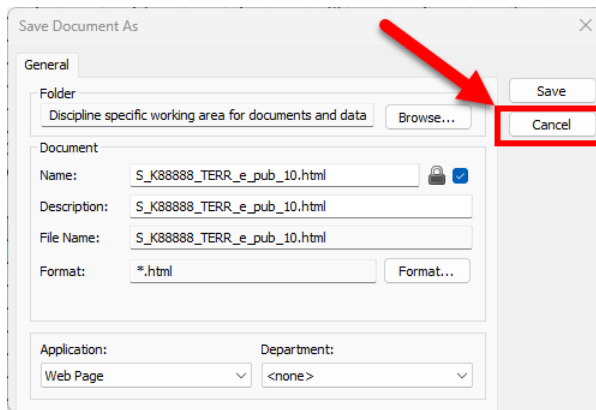 Save Document As
General
Folder
Discipline specific working area for documents and data
Browse...
Save
Cancel
Document
Name: S_K88888_TERR_e_pub_10.html
Description: S_K88888_TERR_e_pub_10.html
File Name: S_K88888_TERR_e_pub_10.html
Format: *.html Format...
Application: Department:
Web Page <none>